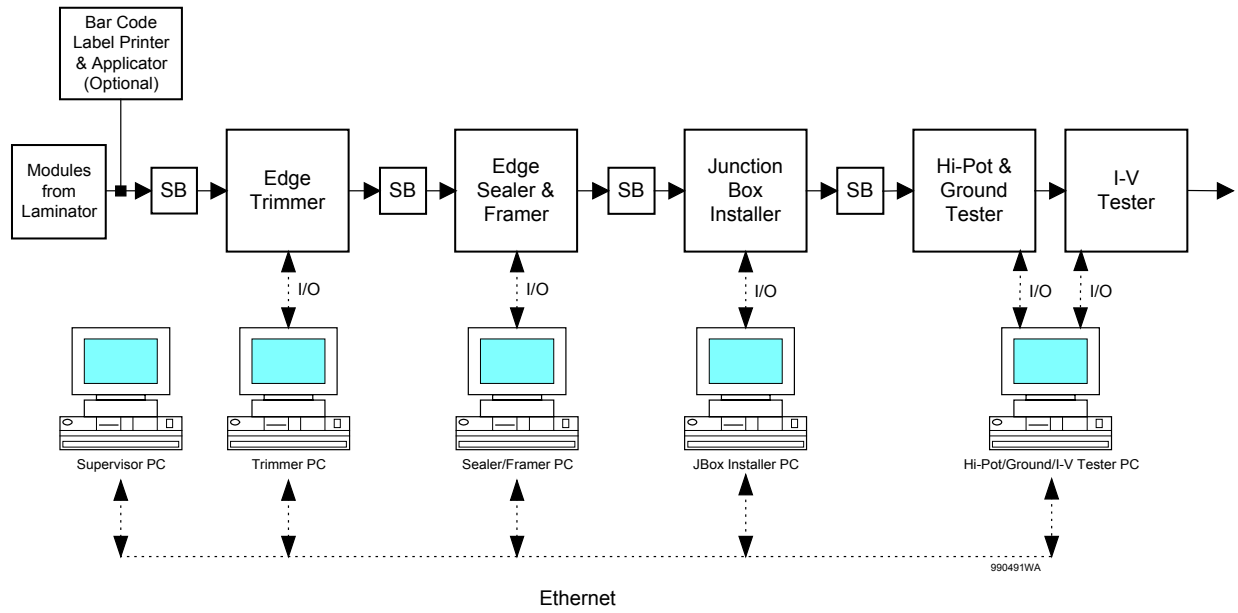 Bar Code
Label Printer
& Applicator
(Optional)
Modules
from
Laminator
SB
Edge
Trimmer
SB
Edge
Sealer &
Framer
SB
Junction
Box
Installer
SB
Hi-Pot &
Ground
Tester
I-V
Tester
I/O
I/O
I/O
I/O
I/O
Supervisor PC
Trimmer PC
Sealer/Framer PC
JBox Installer PC
Hi-Pot/Ground/I-V Tester PC
990491WA
Ethernet